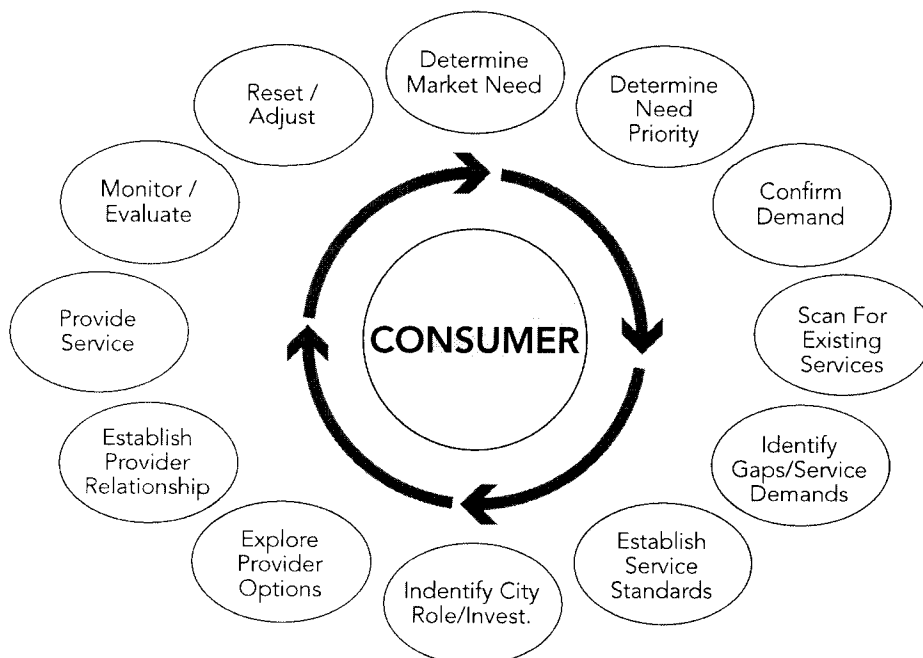 Determine
Market Need
Determine
Need
Priority
Confirm
Demand
Scan For
Existing
Services
Identify
Gaps/Service
Demands
Establish
Service
Standards
Indentify City
Role/Invest.
Explore
Provider
Options
Establish
Provider
Relationship
Provide
Service
Monitor /
Evaluate
Reset /
Adjust
CONSUMER